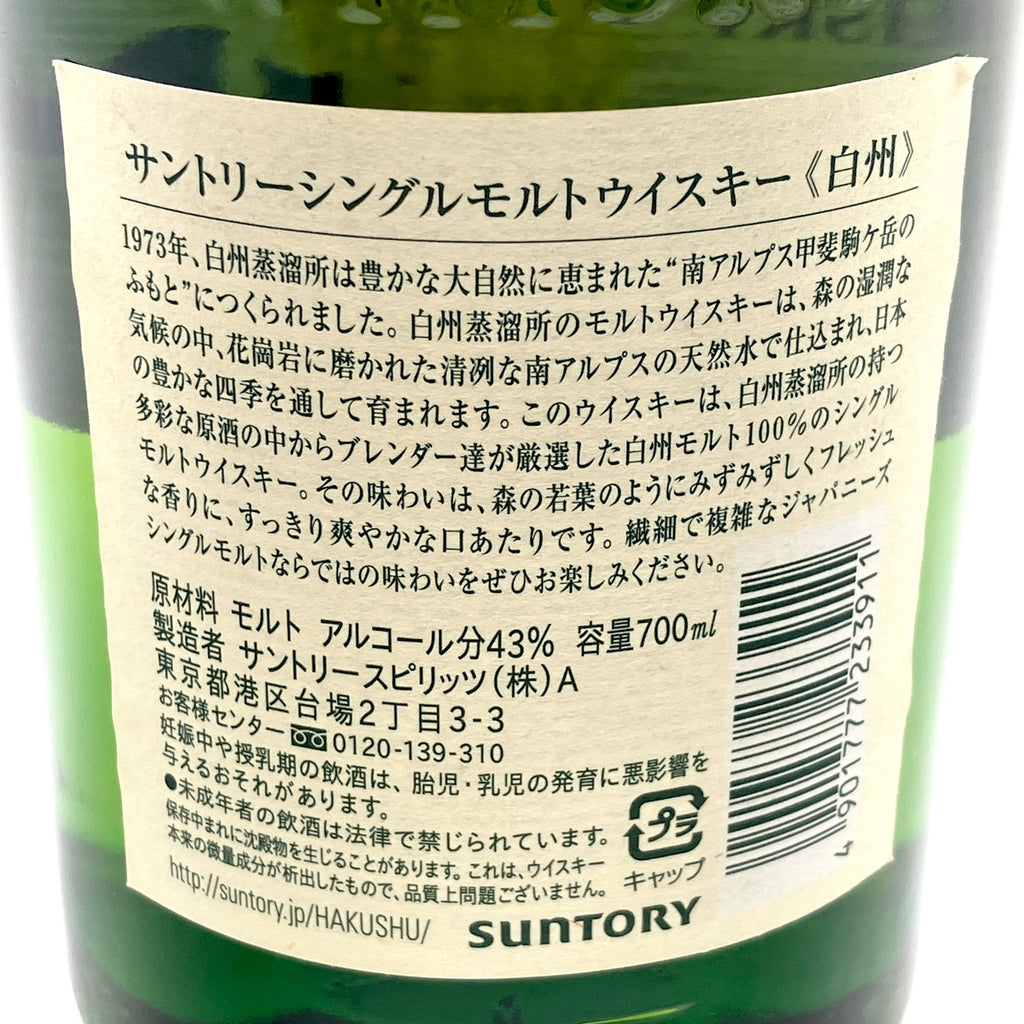 サントリーシングルモルトウイスキー《白州》
1973年、白州蒸溜所は豊かな大自然に恵まれた“南アルプス甲斐駒ケ岳の
ふもと”につくられました。白州蒸溜所のモルトウイスキーは、森の湿潤な
気候の中、花崗岩に磨かれた清冽な南アルプスの天然水で仕込まれ、日本
の豊かな四季を通して育まれます。このウイスキーは、白州蒸溜所の持つ
多彩な原酒の中からブレンダー達が厳選した白州モルト100%のシングル
モルトウイスキー。その味わいは、森の若葉のようにみずみずしくフレッシュ
な香りに、すっきり爽やかな口あたりです。繊細で複雑なジャパニーズ
シングルモルトならではの味わいをぜひお楽しみください。
原材料 モルト アルコール分43% 容量700ml
製造者 サントリースピリッツ(株)A
東京都港区台場2丁目3-3
お客様センター 0120-139-310
妊娠中や授乳期の飲酒は、胎児・乳児の発育に悪影響を
与えるおそれがあります。
●未成年者の飲酒は法律で禁じられています。
保存中まれに沈殿物を生じることがあります。これは、ウイスキー
本来の微量成分が析出したもので、品質上問題ございません。
プラ
キャップ
http://suntory.jp/HAKUSHU/
SUNTORY
4 901777 233911